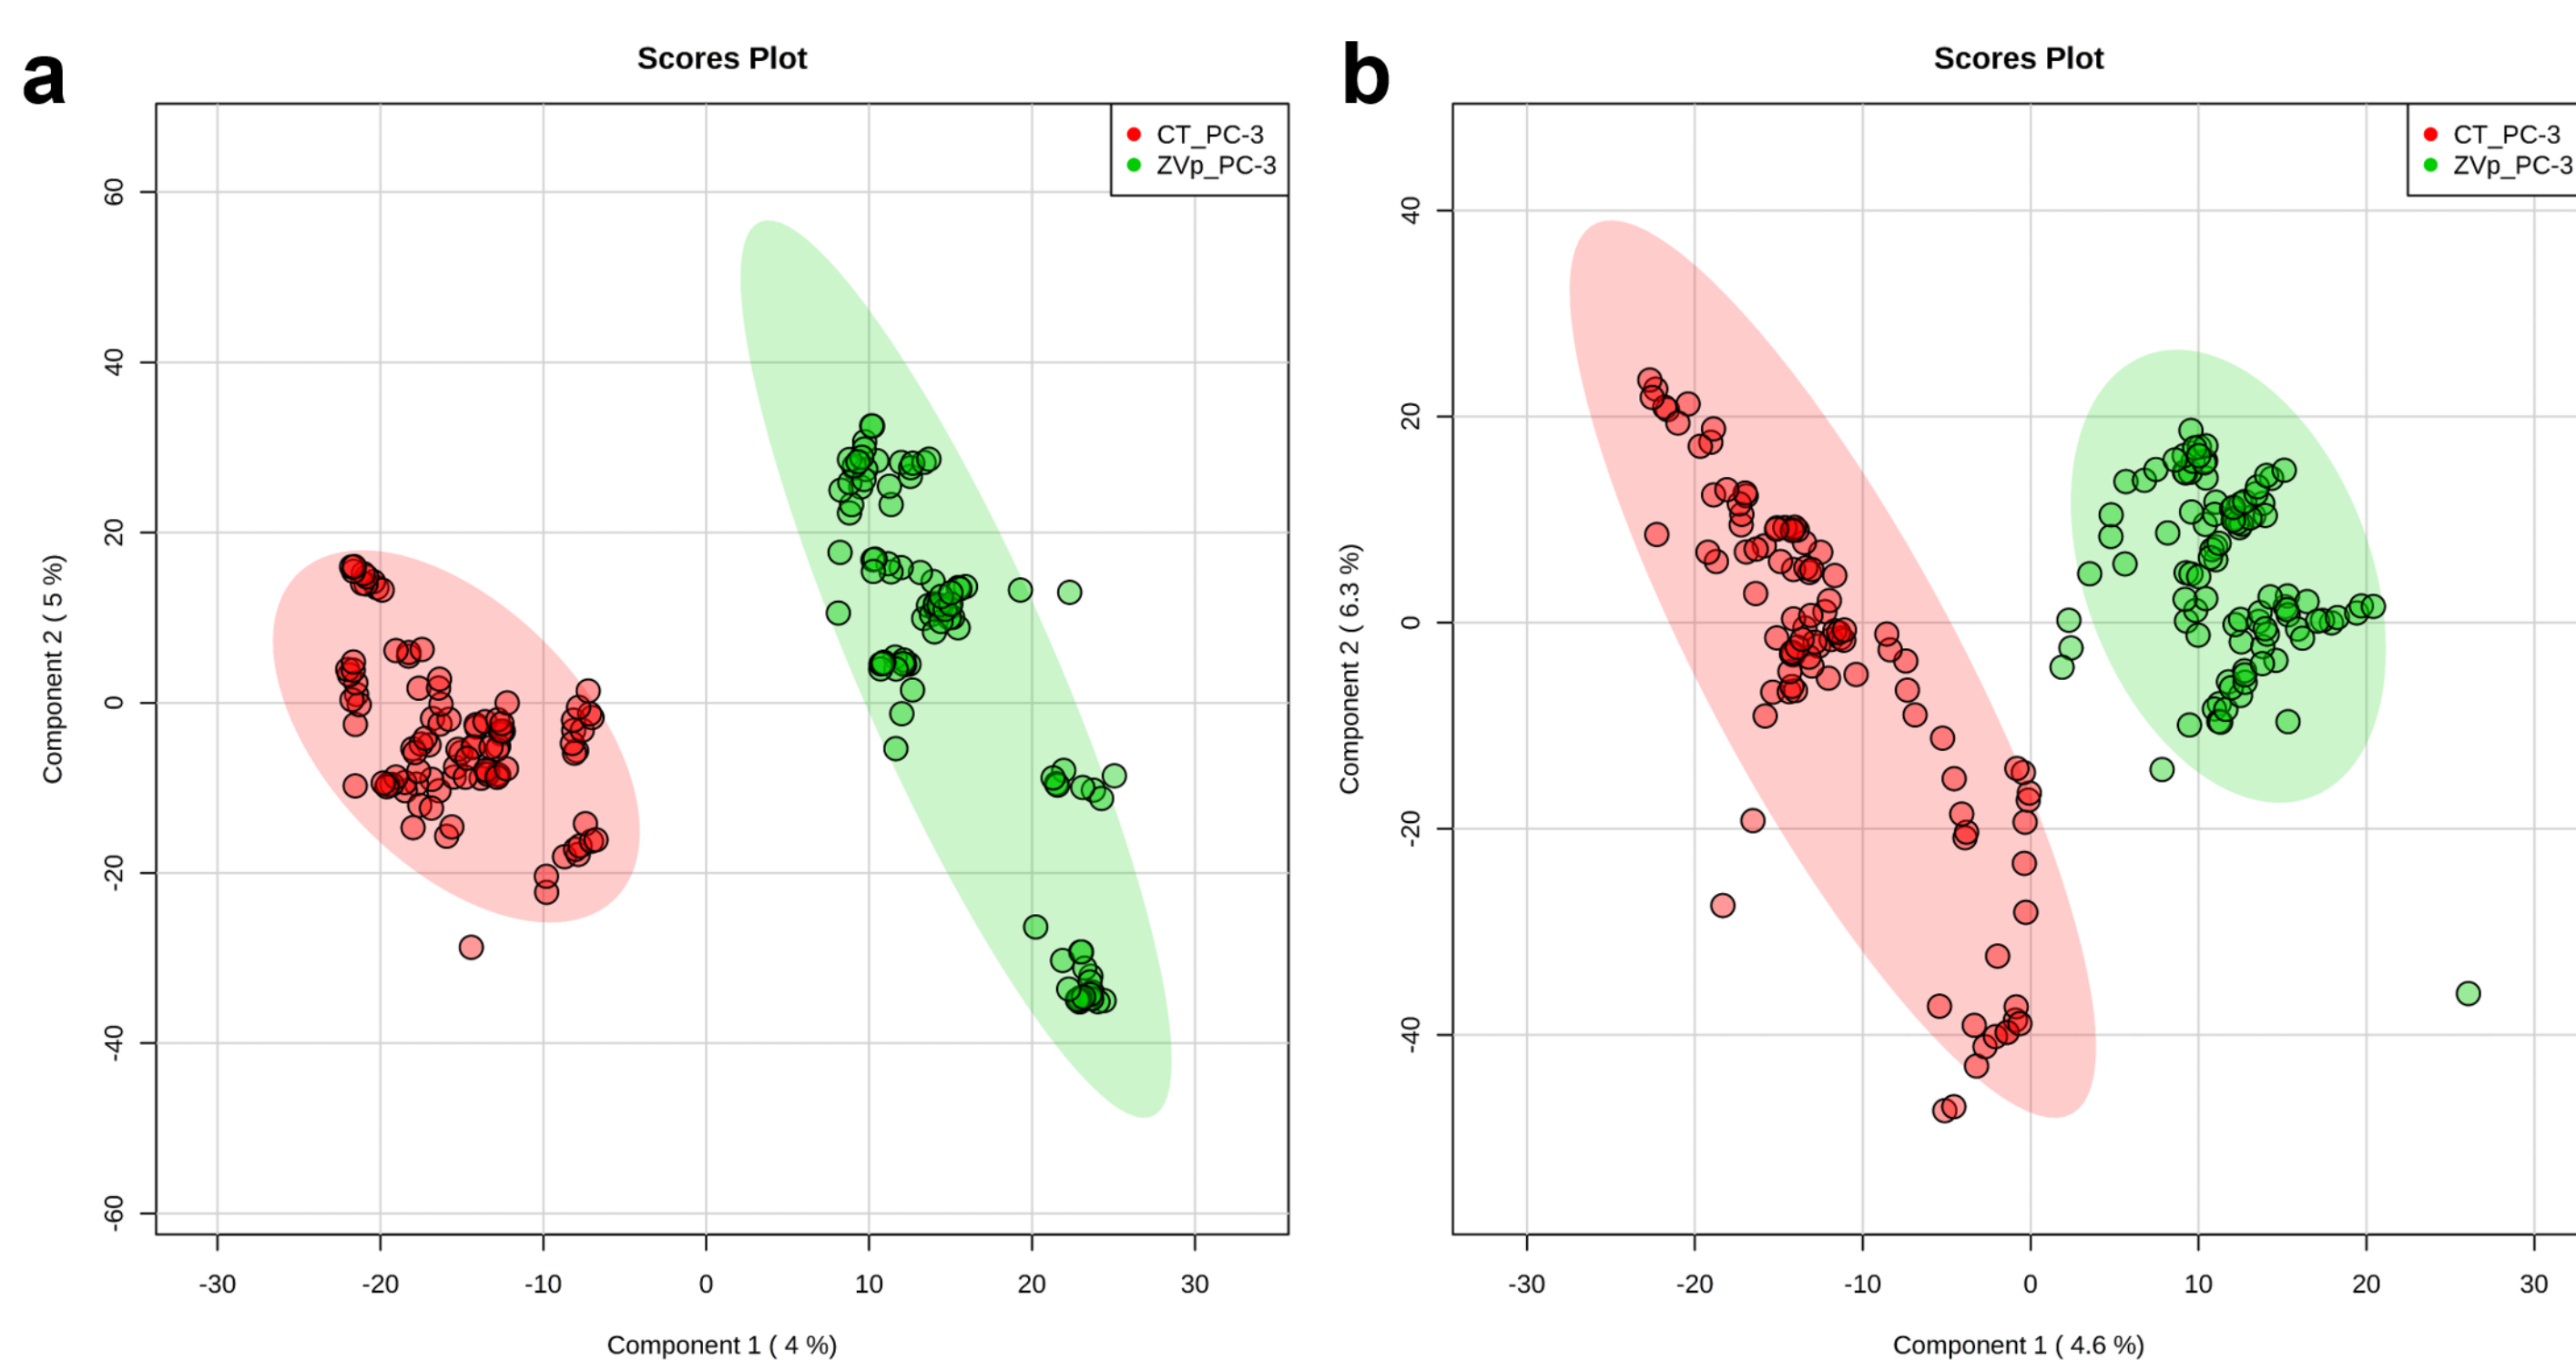 a
Scores Plot
CT_PC-3
ZVp_PC-3
Component 2 ( 5 %)
60
40
20
0
-20
-40
-60
-30 -20 -10 0 10 20 30
Component 1 ( 4 %)
b
Scores Plot
CT_PC-3
ZVp_PC-3
Component 2 ( 6.3 %)
40
20
0
-20
-40
-30 -20 -10 0 10 20 30
Component 1 ( 4.6 %)